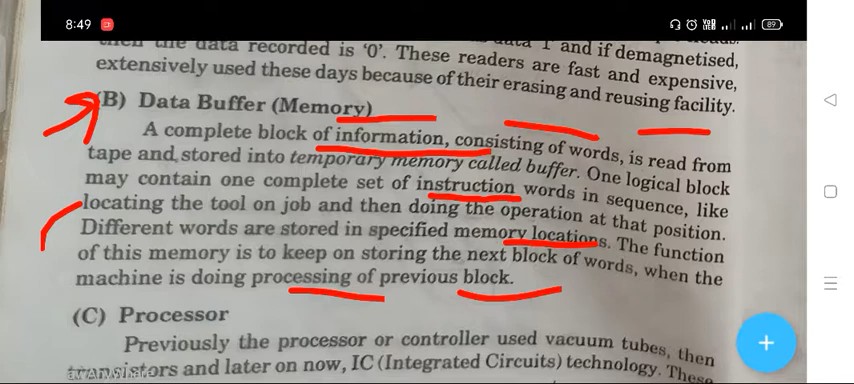 8:49
89
then the data recorded is '0'. These readers are fast and expensive,
1' and if demagnetised,
extensively used these days because of their erasing and reusing facility.
(B) Data Buffer (Memory)
A complete block of information, consisting of words, is read from
tape and stored into temporary memory called buffer. One logical block
may contain one complete set of instruction words in sequence, like
locating the tool on job and then doing the operation at that position.
Different words are stored in specified memory locations. The function
of this memory is to keep on storing the next block of words, when the
machine is doing processing of previous block.
(C) Processor
Previously the processor or controller used vacuum tubes, then
transistors and later on now, IC (Integrated Circuits) technology. These